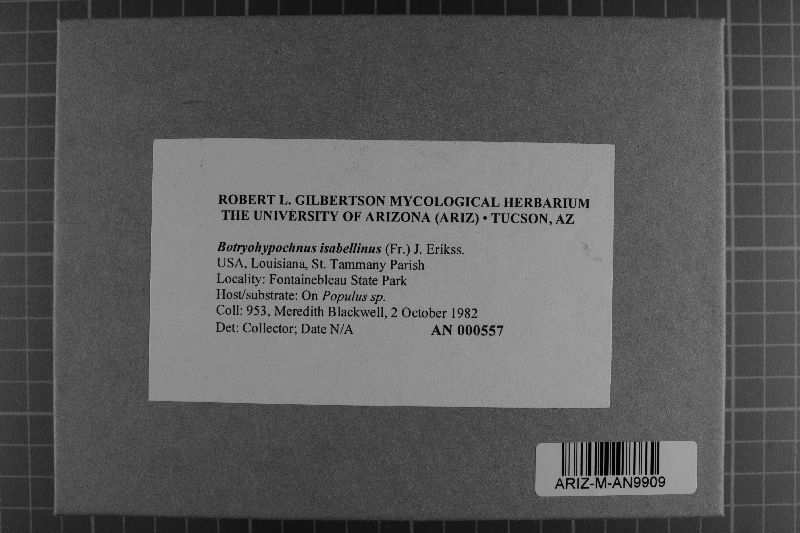 ROBERT L. GILBERTSON MYCOLOGICAL HERBARIUM
THE UNIVERSITY OF ARIZONA (ARIZ) • TUCSON, AZ
Botryohypochnus isabellinus (Fr.) J. Erikss.
USA, Louisiana, St. Tammany Parish
Locality: Fontainebleau State Park
Host/substrate: On Populus sp.
Coll: 953, Meredith Blackwell, 2 October 1982
Det: Collector; Date N/A AN 000557
ARIZ-M-AN9909